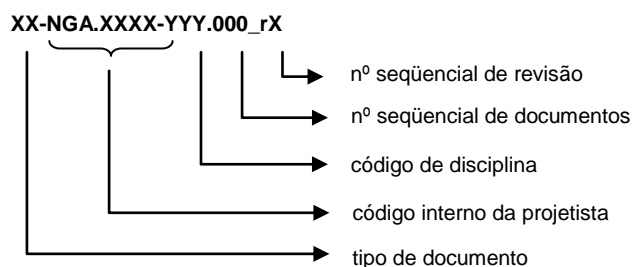 XX-NGA.XXXX-YYY.000_rX
nº seqüencial de revisão
nº seqüencial de documentos
código de disciplina
código interno da projetista
tipo de documento